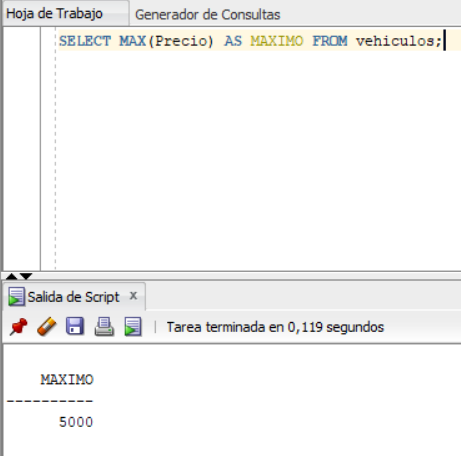 Hoja de Trabajo Generador de Consultas
SELECT MAX(Precio) AS MAXIMO FROM vehiculos;
Salida de Script x
| Tarea terminada en 0,119 segundos
MAXIMO
----------
5000